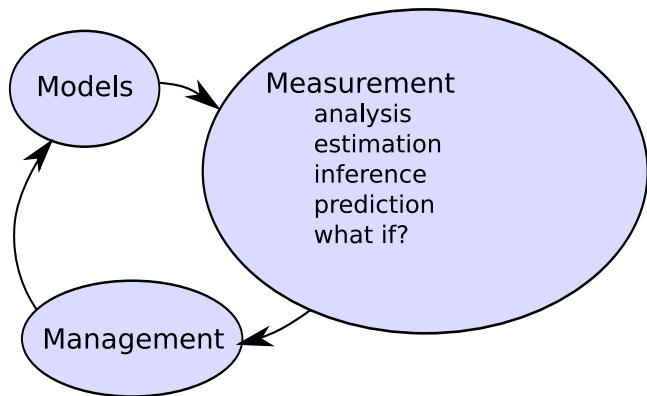 Models
Measurement
analysis
estimation
inference
prediction
what if?
Management